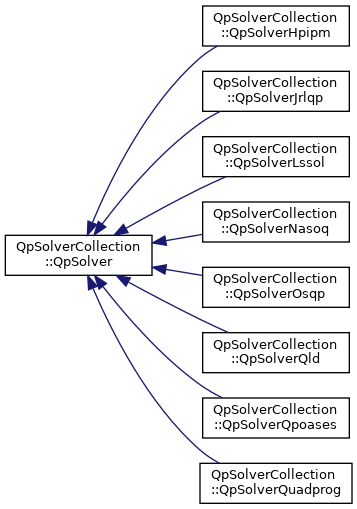 QpSolverCollection
::QpSolverHpipm
QpSolverCollection
::QpSolverJrlqp
QpSolverCollection
::QpSolverLssol
QpSolverCollection
::QpSolverNasoq
QpSolverCollection
::QpSolver
QpSolverCollection
::QpSolverOsqp
QpSolverCollection
::QpSolverQld
QpSolverCollection
::QpSolverQpoases
QpSolverCollection
::QpSolverQuadprog